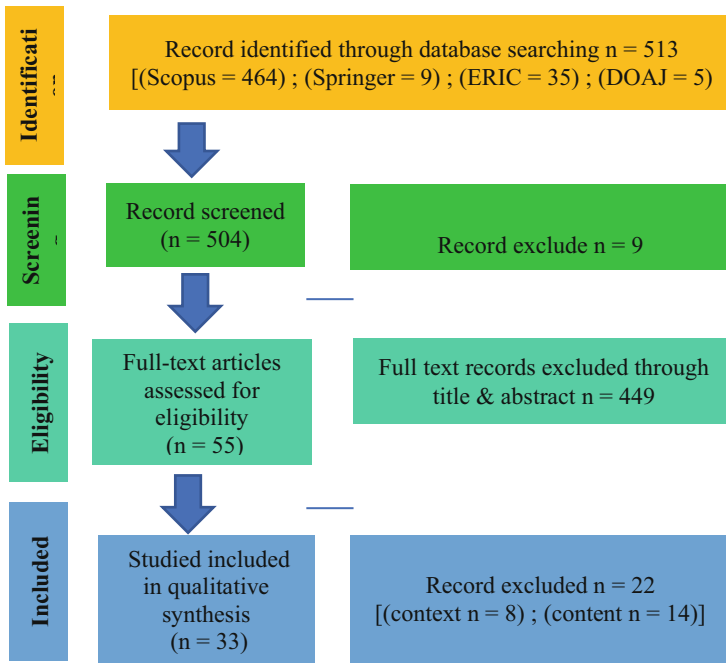 Identificati
on
Record identified through database searching n = 513
[(Scopus = 464) ; (Springer = 9) ; (ERIC = 35) ; (DOAJ = 5)
Screenin
Record screened
(n = 504)
Record exclude n = 9
Eligibility
Full-text articles
assessed for
eligibility
(n = 55)
Full text records excluded through
title & abstract n = 449
Included
Studied included
in qualitative
synthesis
(n = 33)
Record excluded n = 22
[(context n = 8) ; (content n = 14)]